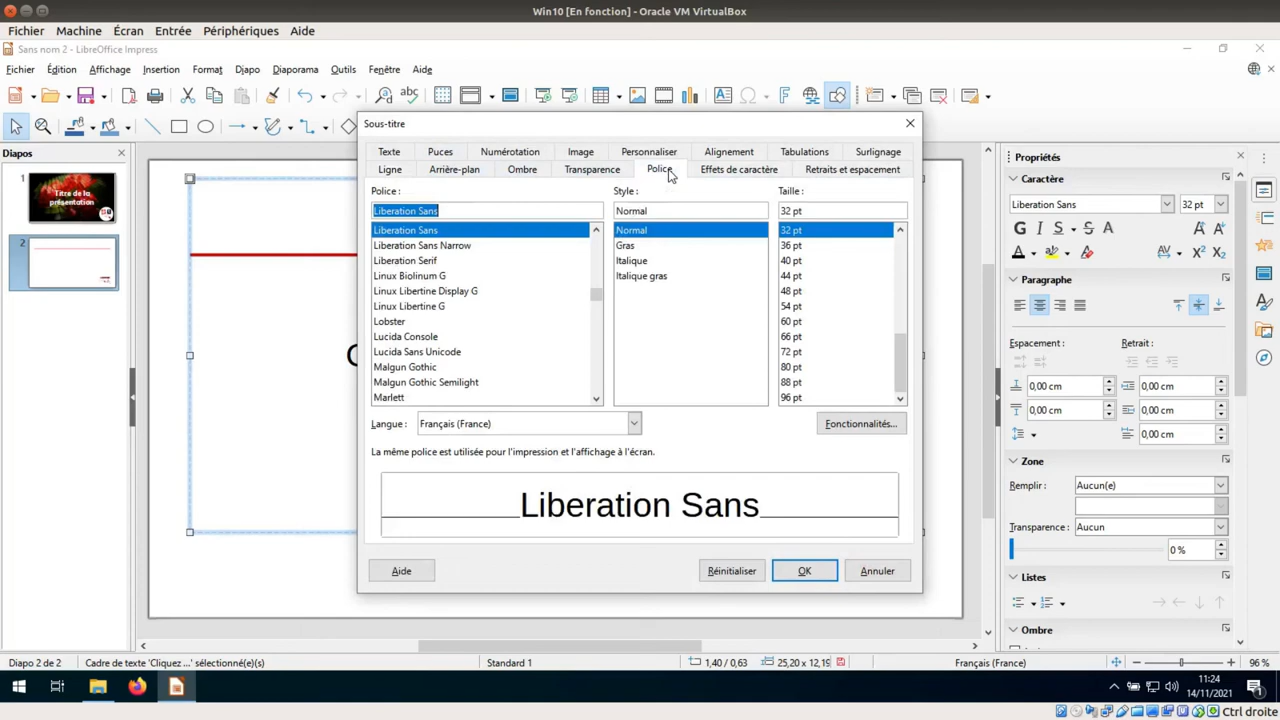 Win10 [En fonction] - Oracle VM VirtualBox
Fichier Machine Écran Entrée Périphériques Aide
Sans nom 2 - LibreOffice Impress
Fichier Édition Affichage Insertion Format Diapo Diaporama Outils Fenêtre Aide
Diapos
1
Titre de la
présentation
2
Sous-titre
Texte Puces Numérotation Image Personnaliser Alignement Tabulations Surlignage
Ligne Arrière-plan Ombre Transparence Police Effets de caractère Retraits et espacement
Police : Style : Taille :
Liberation Sans Normal 32 pt
Liberation Sans Normal 32 pt
Liberation Sans Narrow Gras 36 pt
Liberation Serif Italique 40 pt
Linux Biolinum G Italique gras 44 pt
Linux Libertine Display G 48 pt
Linux Libertine G 54 pt
Lobster 60 pt
Lucida Console 66 pt
Lucida Sans Unicode 72 pt
Malgun Gothic 80 pt
Malgun Gothic Semilight 88 pt
Marlett 96 pt
Langue : Français (France) Fonctionnalités...
La même police est utilisée pour l'impression et l'affichage à l'écran.
Liberation Sans
Aide Réinitialiser OK Annuler
Propriétés
Caractère
Liberation Sans 32 pt
Paragraphe
Espacement : Retrait :
0,00 cm 0,00 cm
0,00 cm 0,00 cm
0,00 cm
Zone
Remplir : Aucun(e)
Transparence : Aucun
0 %
Listes
Ombre
Diapo 2 de 2 Cadre de texte 'Cliquez ...' sélectionné(e)(s) Standard 1 1,40 / 0,63 25,20 x 12,19 Français (France) 96 %
11:24
14/11/2021
Ctrl droite